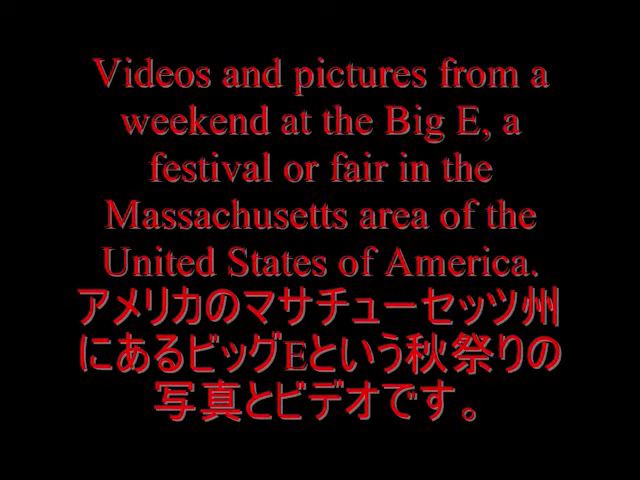 Videos and pictures from a
weekend at the Big E, a
festival or fair in the
Massachusetts area of the
United States of America.
アメリカのマサチューセッツ州
にあるビッグEという秋祭りの
写真とビデオです。